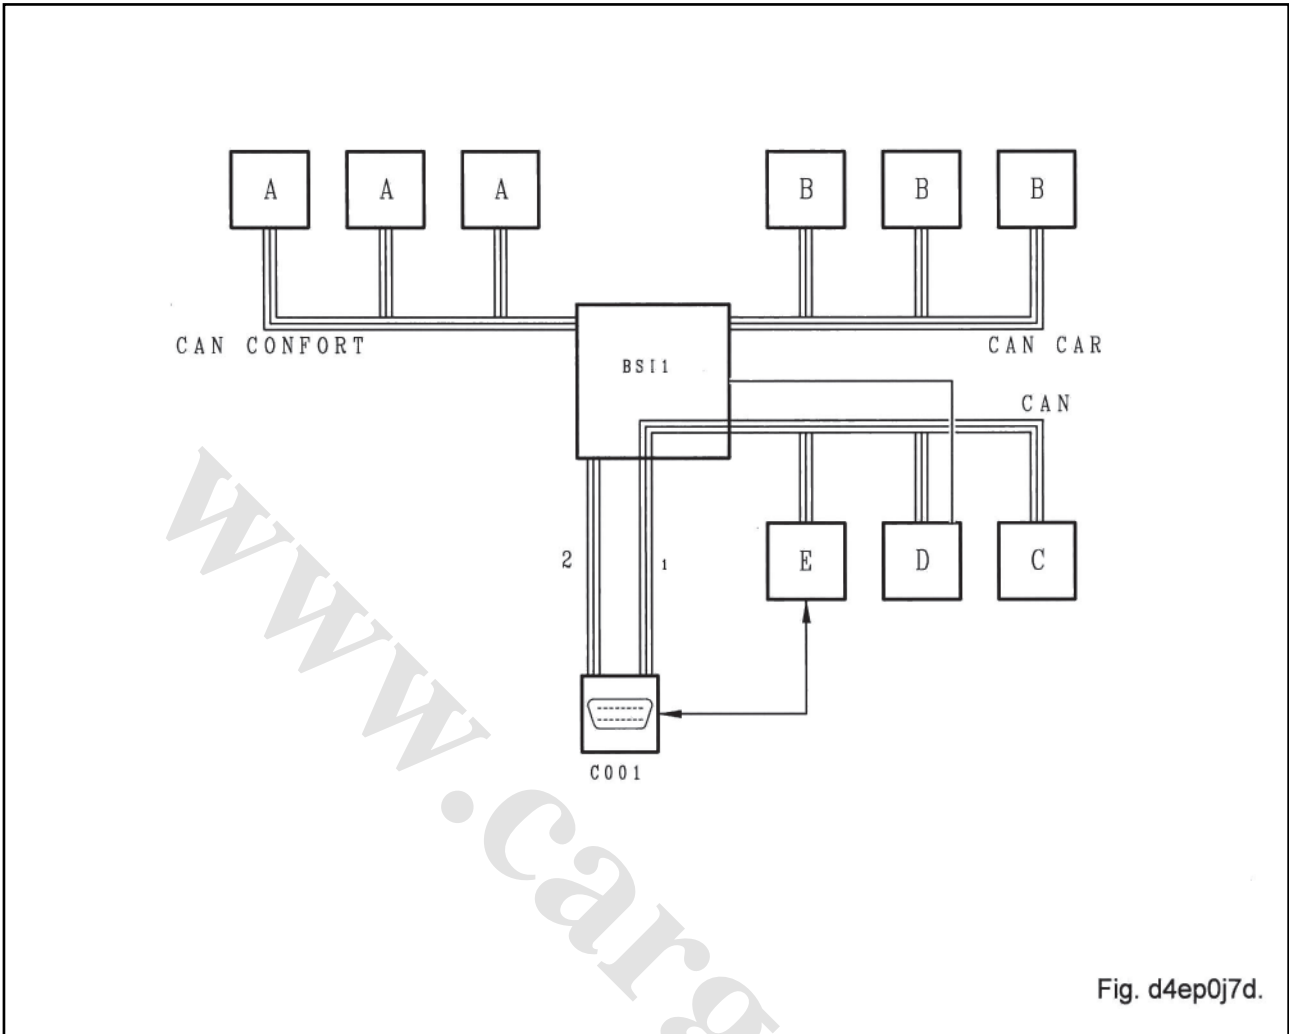 A A A B B B
CAN CONFORT
CAN CAR
BSI1
CAN
2
1
E D C
C001
www.carg
Fig. d4ep0j7d.